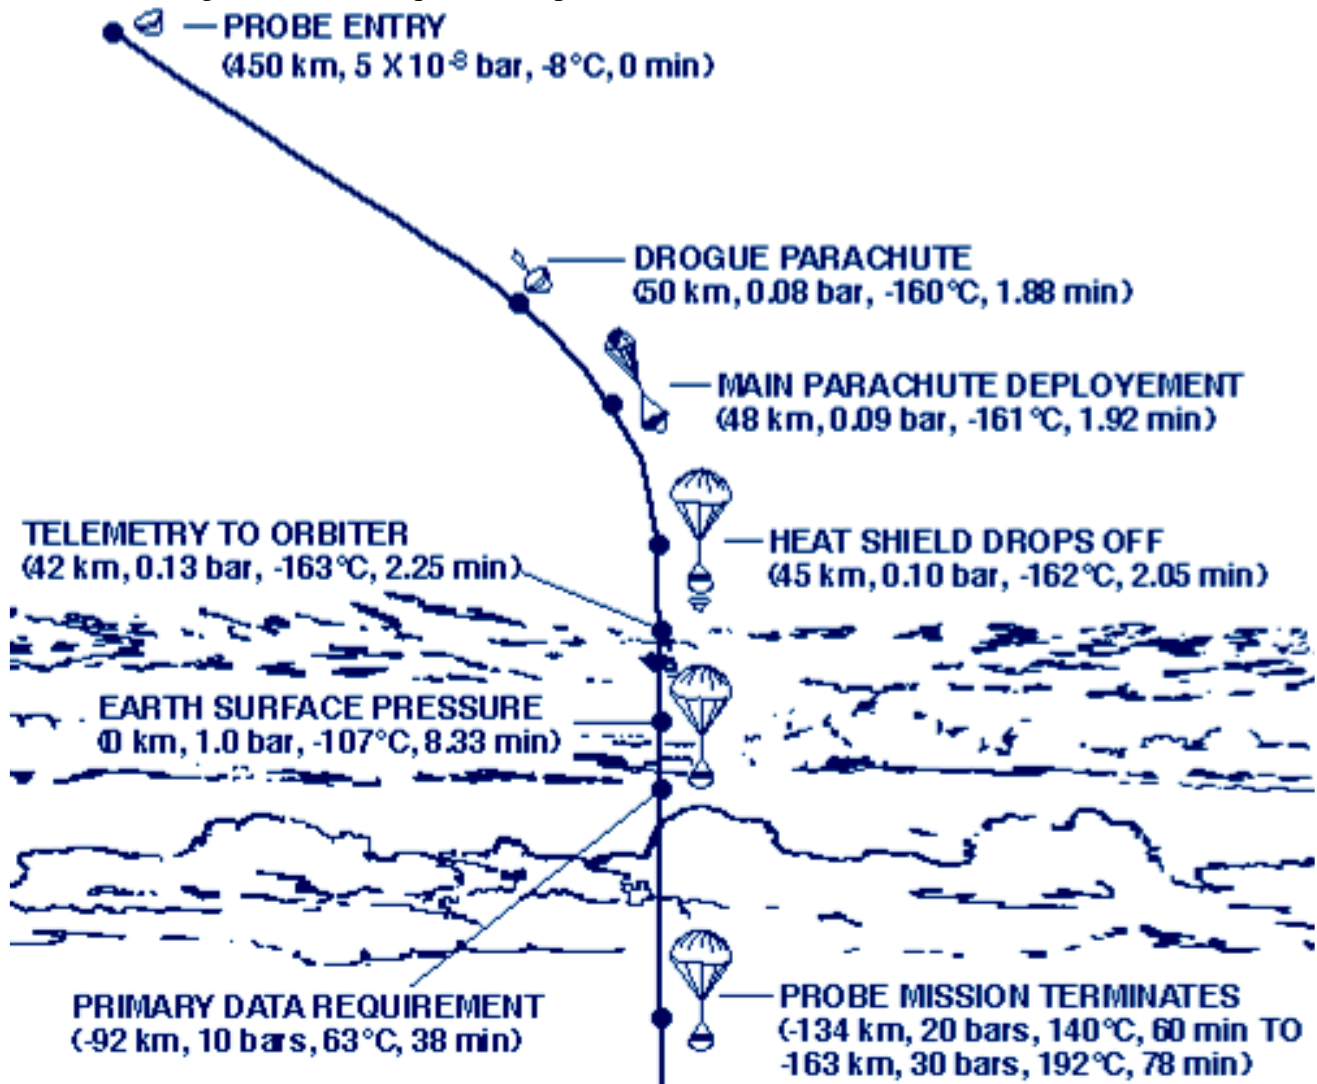 PROBE ENTRY
(450 km, 5 X 10⁻⁸ bar, -8°C, 0 min)
DROGUE PARACHUTE
(50 km, 0.08 bar, -160°C, 1.88 min)
MAIN PARACHUTE DEPLOYEMENT
(48 km, 0.09 bar, -161°C, 1.92 min)
TELEMETRY TO ORBITER
(42 km, 0.13 bar, -163°C, 2.25 min)
HEAT SHIELD DROPS OFF
(45 km, 0.10 bar, -162°C, 2.05 min)
EARTH SURFACE PRESSURE
(0 km, 1.0 bar, -107°C, 8.33 min)
PRIMARY DATA REQUIREMENT
(-92 km, 10 bars, 63°C, 38 min)
PROBE MISSION TERMINATES
(-134 km, 20 bars, 140°C, 60 min TO
-163 km, 30 bars, 192°C, 78 min)